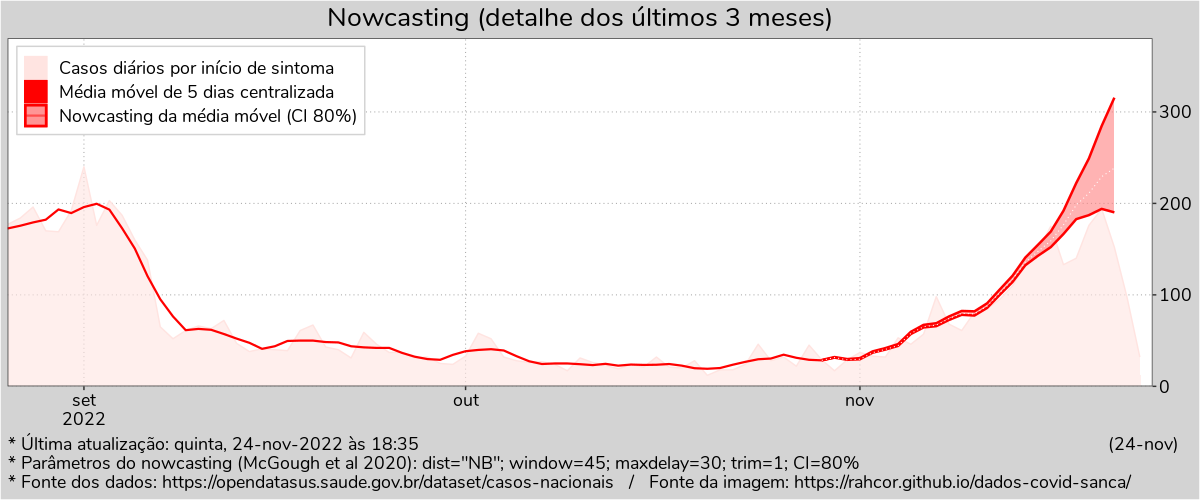 Nowcasting (detalhe dos últimos 3 meses)
Casos diários por início de sintoma
Média móvel de 5 dias centralizada
Nowcasting da média móvel (CI 80%)
300
200
100
0
set
2022
out
nov
* Última atualização: quinta, 24-nov-2022 às 18:35
(24-nov)
* Parâmetros do nowcasting (McGough et al 2020): dist="NB"; window=45; maxdelay=30; trim=1; CI=80%
* Fonte dos dados: https://opendatasus.saude.gov.br/dataset/casos-nacionais / Fonte da imagem: https://rahcor.github.io/dados-covid-sanca/